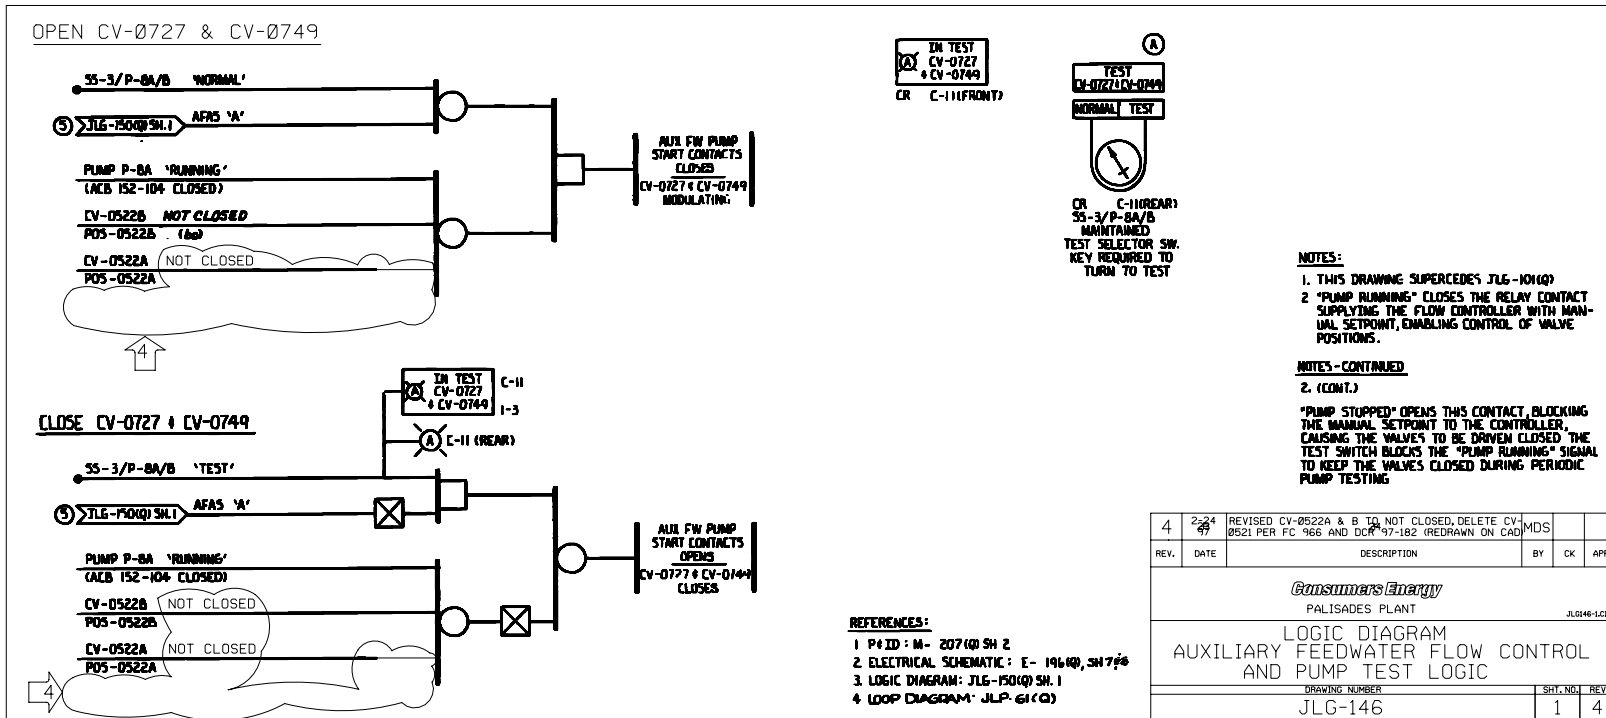 OPEN CV-0727 & CV-0749
SS-3/P-8A/B 'NORMAL'
5 JLG-150(Q) SH.1 AFAS 'A'
PUMP P-8A 'RUNNING'
(ACB 152-104 CLOSED)
CV-0522B NOT CLOSED
POS-0522B
CV-0522A NOT CLOSED
POS-0522A
4
AUX FW PUMP
START CONTACTS
CLOSED
CV-0727 & CV-0749
MODULATING
A IN TEST
CV-0727
& CV-0749
CR C-11(FRONT)
A
TEST
CV-0727&CV-0749
NORMAL TEST
CR C-11(REAR)
SS-3/P-8A/B
MAINTAINED
TEST SELECTOR SW.
KEY REQUIRED TO
TURN TO TEST
CLOSE CV-0727 & CV-0749
A IN TEST
CV-0727
& CV-0749
C-11
1-3
A C-11 (REAR)
SS-3/P-8A/B 'TEST'
5 JLG-150(Q) SH.1 AFAS 'A'
PUMP P-8A 'RUNNING'
(ACB 152-104 CLOSED)
CV-0522B NOT CLOSED
POS-0522B
CV-0522A NOT CLOSED
POS-0522A
4
AUX FW PUMP
START CONTACTS
OPENS
CV-0727 & CV-0749
CLOSES
NOTES:
1. THIS DRAWING SUPERCEDES JLG-101(Q)
2 "PUMP RUNNING" CLOSES THE RELAY CONTACT
SUPPLYING THE FLOW CONTROLLER WITH MAN-
UAL SETPOINT, ENABLING CONTROL OF VALVE
POSITIONS.
NOTES-CONTINUED
2. (CONT.)
"PUMP STOPPED" OPENS THIS CONTACT, BLOCKING
THE MANUAL SETPOINT TO THE CONTROLLER,
CAUSING THE VALVES TO BE DRIVEN CLOSED THE
TEST SWITCH BLOCKS THE "PUMP RUNNING" SIGNAL
TO KEEP THE VALVES CLOSED DURING PERIODIC
PUMP TESTING
REFERENCES:
1 P&ID: M- 207(Q) SH 2
2 ELECTRICAL SCHEMATIC: E- 196(Q), SH
3. LOGIC DIAGRAM: JLG-150(Q) SH. 1
4 LOOP DIAGRAM: JLP-61(Q)
4 2-24 97 REVISED CV-0522A & B TO NOT CLOSED, DELETE CV-
0521 PER FC 966 AND DCR 97-182 (REDRAWN ON CAD) MDS
REV. DATE DESCRIPTION BY CK
Consumers Energy
PALISADES PLANT
LOGIC DIAGRAM
AUXILIARY FEEDWATER FLOW CONTROL
AND PUMP TEST LOGIC
DRAWING NUMBER SHT. NO. REV
JLG-146 1 4